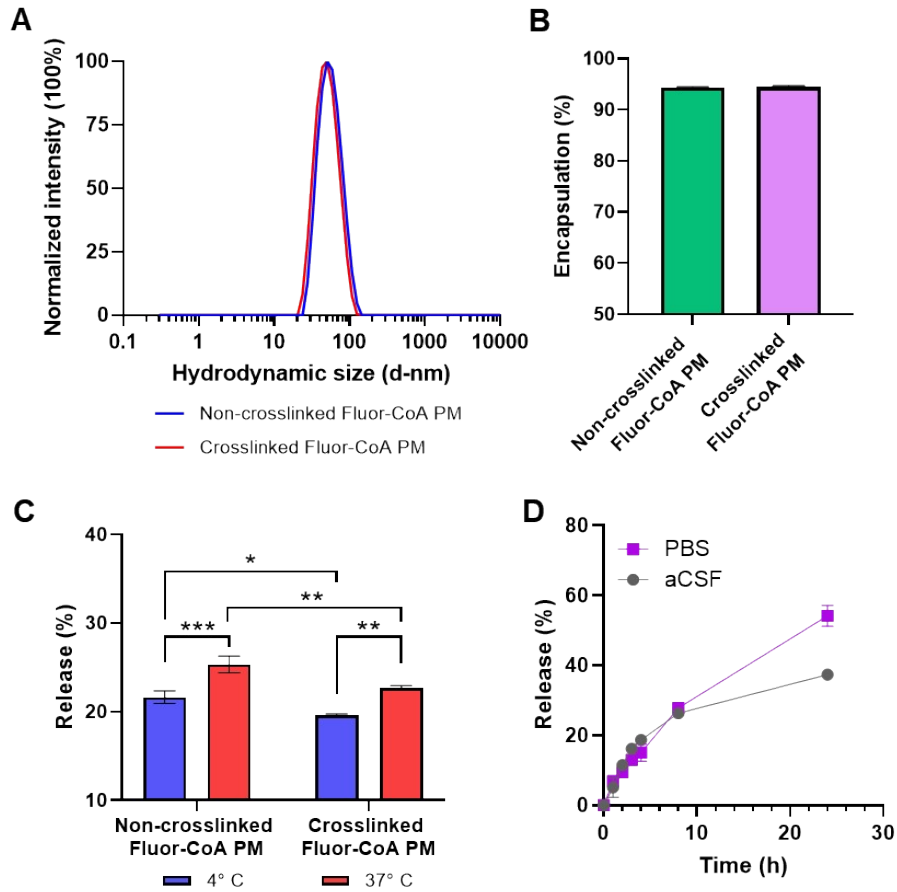 A
Normalized intensity (100%)
100
75
50
25
0
0.1 1 10 100 1000 10000
Hydrodynamic size (d-nm)
Non-crosslinked Fluor-CoA PM
Crosslinked Fluor-CoA PM
B
Encapsulation (%)
100
90
80
70
60
50
Non-crosslinked
Fluor-CoA PM
Crosslinked
Fluor-CoA PM
C
Release (%)
40
30
20
10
*
**
***
**
Non-crosslinked
Fluor-CoA PM
Crosslinked
Fluor-CoA PM
4° C
37° C
D
Release (%)
80
60
40
20
0
PBS
aCSF
0 10 20 30
Time (h)